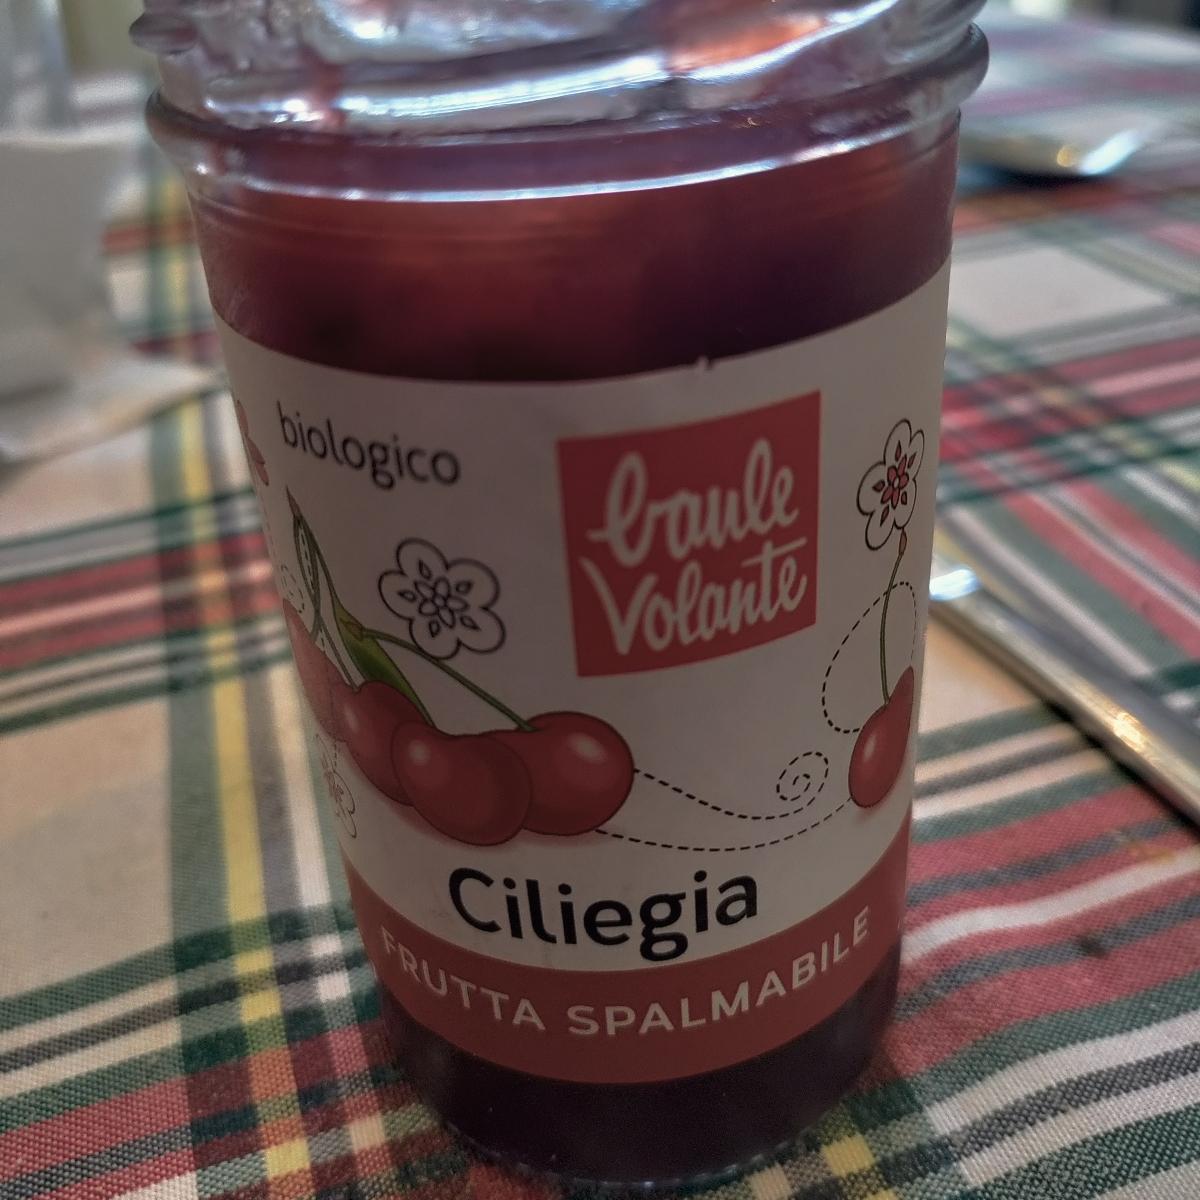 biologico
baule
volante
Ciliegia
FRUTTA SPALMABILE